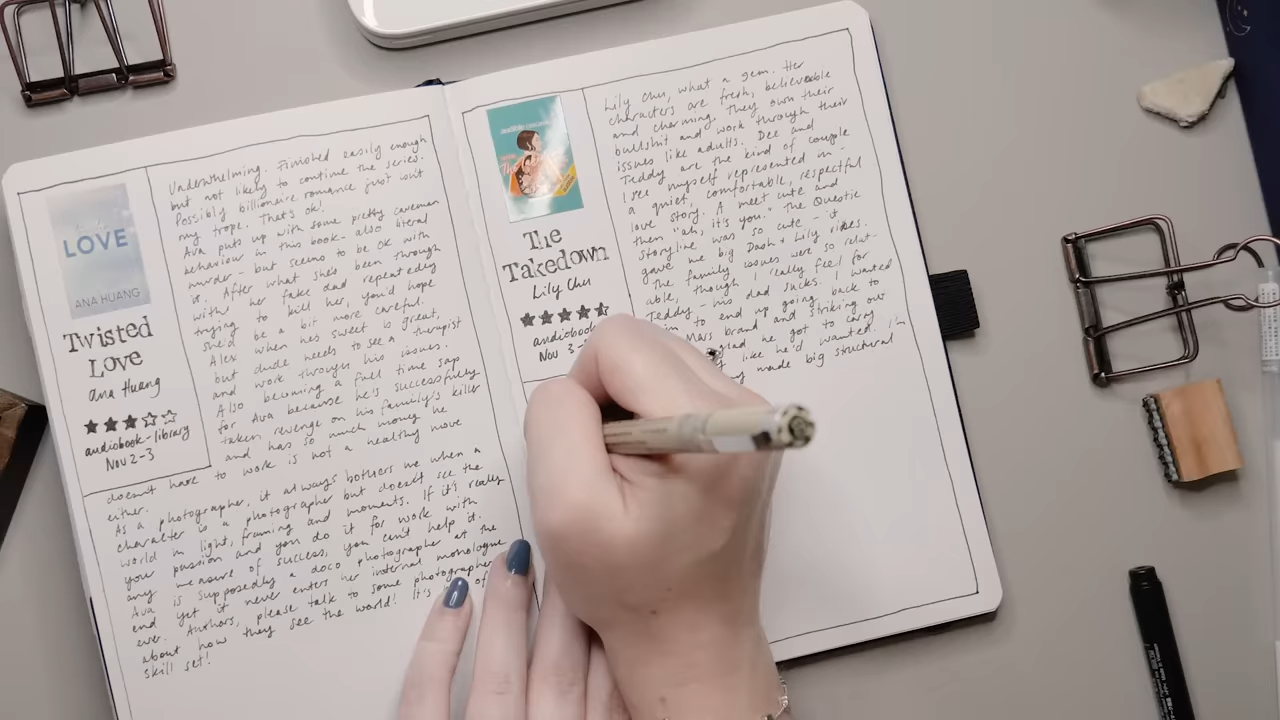 LOVE
ANA HUANG
Twisted
Love
Ana Huang
audiobook-library
Nov 2-3
Underwhelming. Finished easily enough
but not likely to continue the series.
Possibly billionaire romance just isn't
my trope. That's ok!
Ava puts up with some pretty caveman
behaviour in this book - also literal
murder - but seems to be ok with
it. After what she's been through
with her fake dad repeatedly
trying to kill her, you'd hope
she'd be a bit more careful.
Alex when he's sweet is great,
but dude needs to see a therapist
and work through his issues.
Also becoming a full time sap
for Ava because he's successfully
taken revenge on his family's killer
and has so much money he
doesn't have to work is not a healthy move
either.
As a photographer, it always bothers me when a
character is a photographer but doesn't see the
world in light, framing and moments. If it's really
your passion and you do it for work with
any measure of success, you can't help it.
Ava is supposedly a doco photographer at the
end yet it never enters her internal monologue
ever. Authors, please talk to some photographers
about how they see the world! It's of
skill set!
The
Takedown
Lily Chu
audiobook
Nov 3-
Lily Chu, what a gem. Her
characters are fresh, believable
and charming. They own their
bullshit and work through their
issues like adults. Dee and
Teddy are the kind of couple
I see myself represented in -
a quiet, comfortable, respectful
love story. A meet cute and
then "ah, it's you." The Questie
storyline was so cute - it
gave me big Dash & Lily vibes.
The family issues were so relat-
able, though I really feel for
Teddy - his dad sucks. I wanted
to end up going back to
Mars brand and striking out
glad he got to carry
like he'd wanted. I'm
made big structural